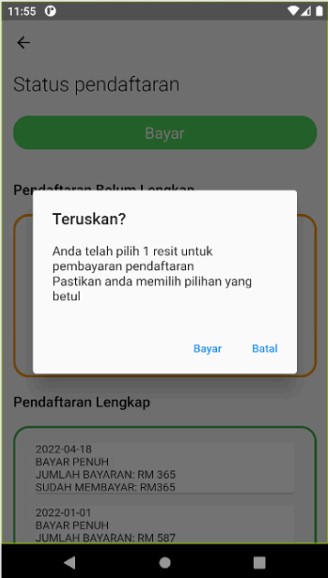 11:55
Status pendaftaran
Bayar
Pendaftaran Belum Lengkap
Teruskan?
Anda telah pilih 1 resit untuk
pembayaran pendaftaran
Pastikan anda memilih pilihan yang
betul
Bayar Batal
Pendaftaran Lengkap
2022-04-18
BAYAR PENUH
JUMLAH BAYARAN: RM 365
SUDAH MEMBAYAR: RM365
2022-01-01
BAYAR PENUH
JUMLAH BAYARAN: RM 587